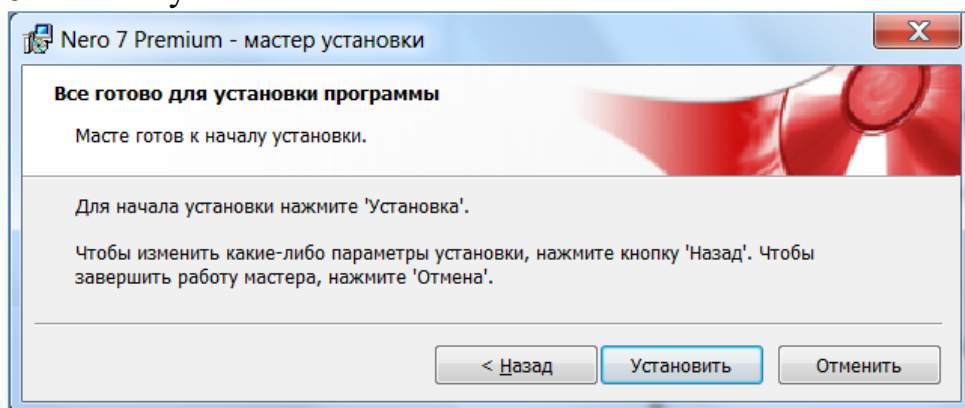 Nero 7 Premium - мастер установки
Все готово для установки программы
Масте готов к началу установки.
Для начала установки нажмите 'Установка'.
Чтобы изменить какие-либо параметры установки, нажмите кнопку 'Назад'. Чтобы
завершить работу мастера, нажмите 'Отмена'.
< Назад Установить Отменить